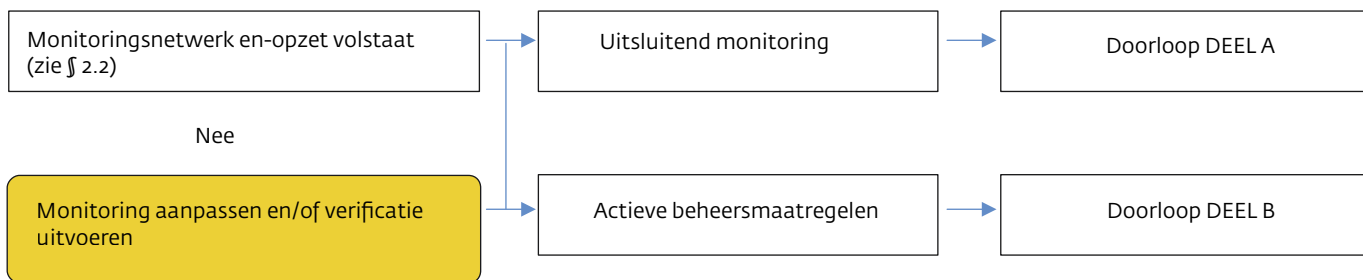 Monitoringsnetwerk en-opzet volstaat
(zie § 2.2)
Uitsluitend monitoring
Doorloop DEEL A
Nee
Monitoring aanpassen en/of verificatie
uitvoeren
Actieve beheersmaatregelen
Doorloop DEEL B